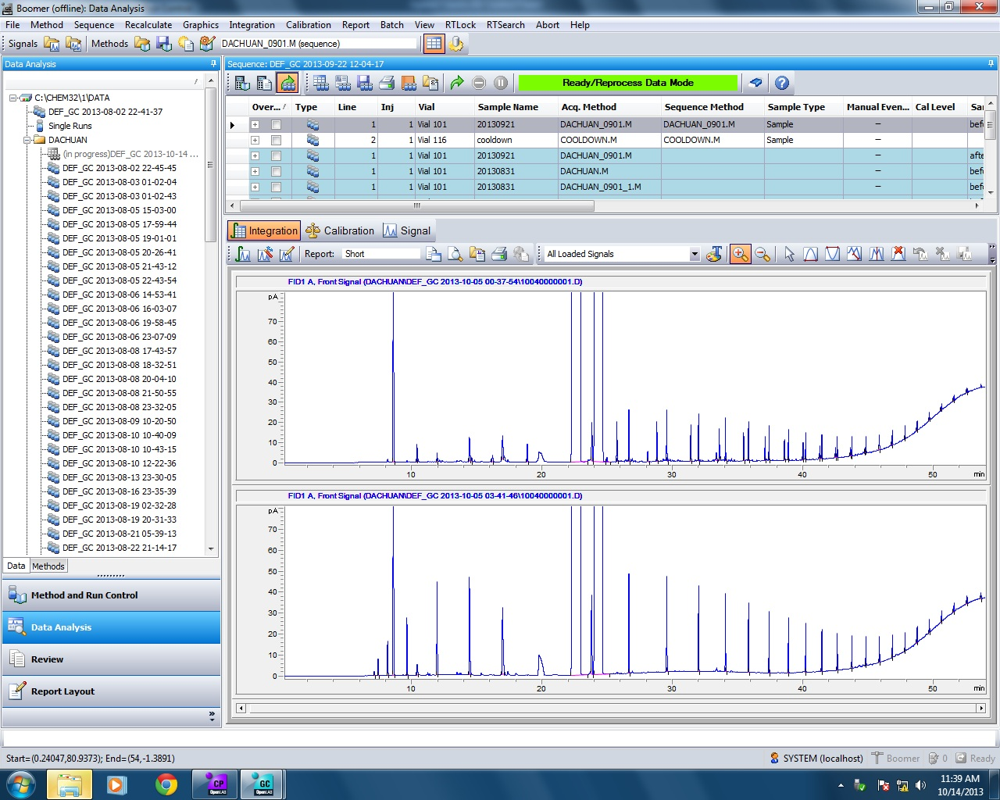 Boomer (offline): Data Analysis
File Method Sequence Recalculate Graphics Integration Calibration Report Batch View RTLock RTSearch Abort Help
Signals Methods DACHUAN_0901.M (sequence)
Data Analysis
C:\CHEM32\1\DATA
DEF_GC 2013-08-02 22-41-37
Single Runs
DACHUAN
(in progress)DEF_GC 2013-10-14 ...
DEF_GC 2013-08-02 22-45-45
DEF_GC 2013-08-03 01-02-04
DEF_GC 2013-08-03 01-02-43
DEF_GC 2013-08-05 15-03-00
DEF_GC 2013-08-05 17-59-44
DEF_GC 2013-08-05 19-01-01
DEF_GC 2013-08-05 20-26-41
DEF_GC 2013-08-05 21-43-12
DEF_GC 2013-08-05 22-43-54
DEF_GC 2013-08-06 14-53-41
DEF_GC 2013-08-06 16-03-07
DEF_GC 2013-08-06 19-58-45
DEF_GC 2013-08-06 23-07-09
DEF_GC 2013-08-08 17-43-57
DEF_GC 2013-08-08 18-32-51
DEF_GC 2013-08-08 20-04-10
DEF_GC 2013-08-08 21-50-55
DEF_GC 2013-08-08 23-32-05
DEF_GC 2013-08-09 10-20-50
DEF_GC 2013-08-10 10-40-09
DEF_GC 2013-08-10 10-43-15
DEF_GC 2013-08-10 12-22-36
DEF_GC 2013-08-13 23-30-05
DEF_GC 2013-08-16 23-35-39
DEF_GC 2013-08-19 02-32-28
DEF_GC 2013-08-19 20-31-33
DEF_GC 2013-08-21 05-39-13
DEF_GC 2013-08-22 21-14-17
Data Methods
Method and Run Control
Data Analysis
Review
Report Layout
Sequence: DEF_GC 2013-09-22 12-04-17
Ready/Reprocess Data Mode
Over... Type Line Inj Vial Sample Name Acq. Method Sequence Method Sample Type Manual Even... Cal Level Sar
1 1 Vial 101 20130921 DACHUAN_0901.M DACHUAN_0901.M Sample – befo
2 1 Vial 116 cooldown COOLDOWN.M COOLDOWN.M Sample –
1 1 Vial 101 20130921 DACHUAN_0901.M – afte
1 1 Vial 101 20130831 DACHUAN.M – befo
1 1 Vial 101 20130831 DACHUAN_0901_1.M – befo
Integration Calibration Signal
Report: Short All Loaded Signals
FID1 A, Front Signal (DACHUAN\DEF_GC 2013-10-05 00-37-54\10040000001.D)
pA
70
60
50
40
30
20
10
0
10 20 30 40 50 min
FID1 A, Front Signal (DACHUAN\DEF_GC 2013-10-05 03-41-46\10040000001.D)
pA
70
60
50
40
30
20
10
0
10 20 30 40 50 min
Start=(0.24047,80.9373); End=(54,-1.3891)
SYSTEM (localhost) Boomer 0 Ready
CP OpenLAB GC OpenLAB
11:39 AM
10/14/2013